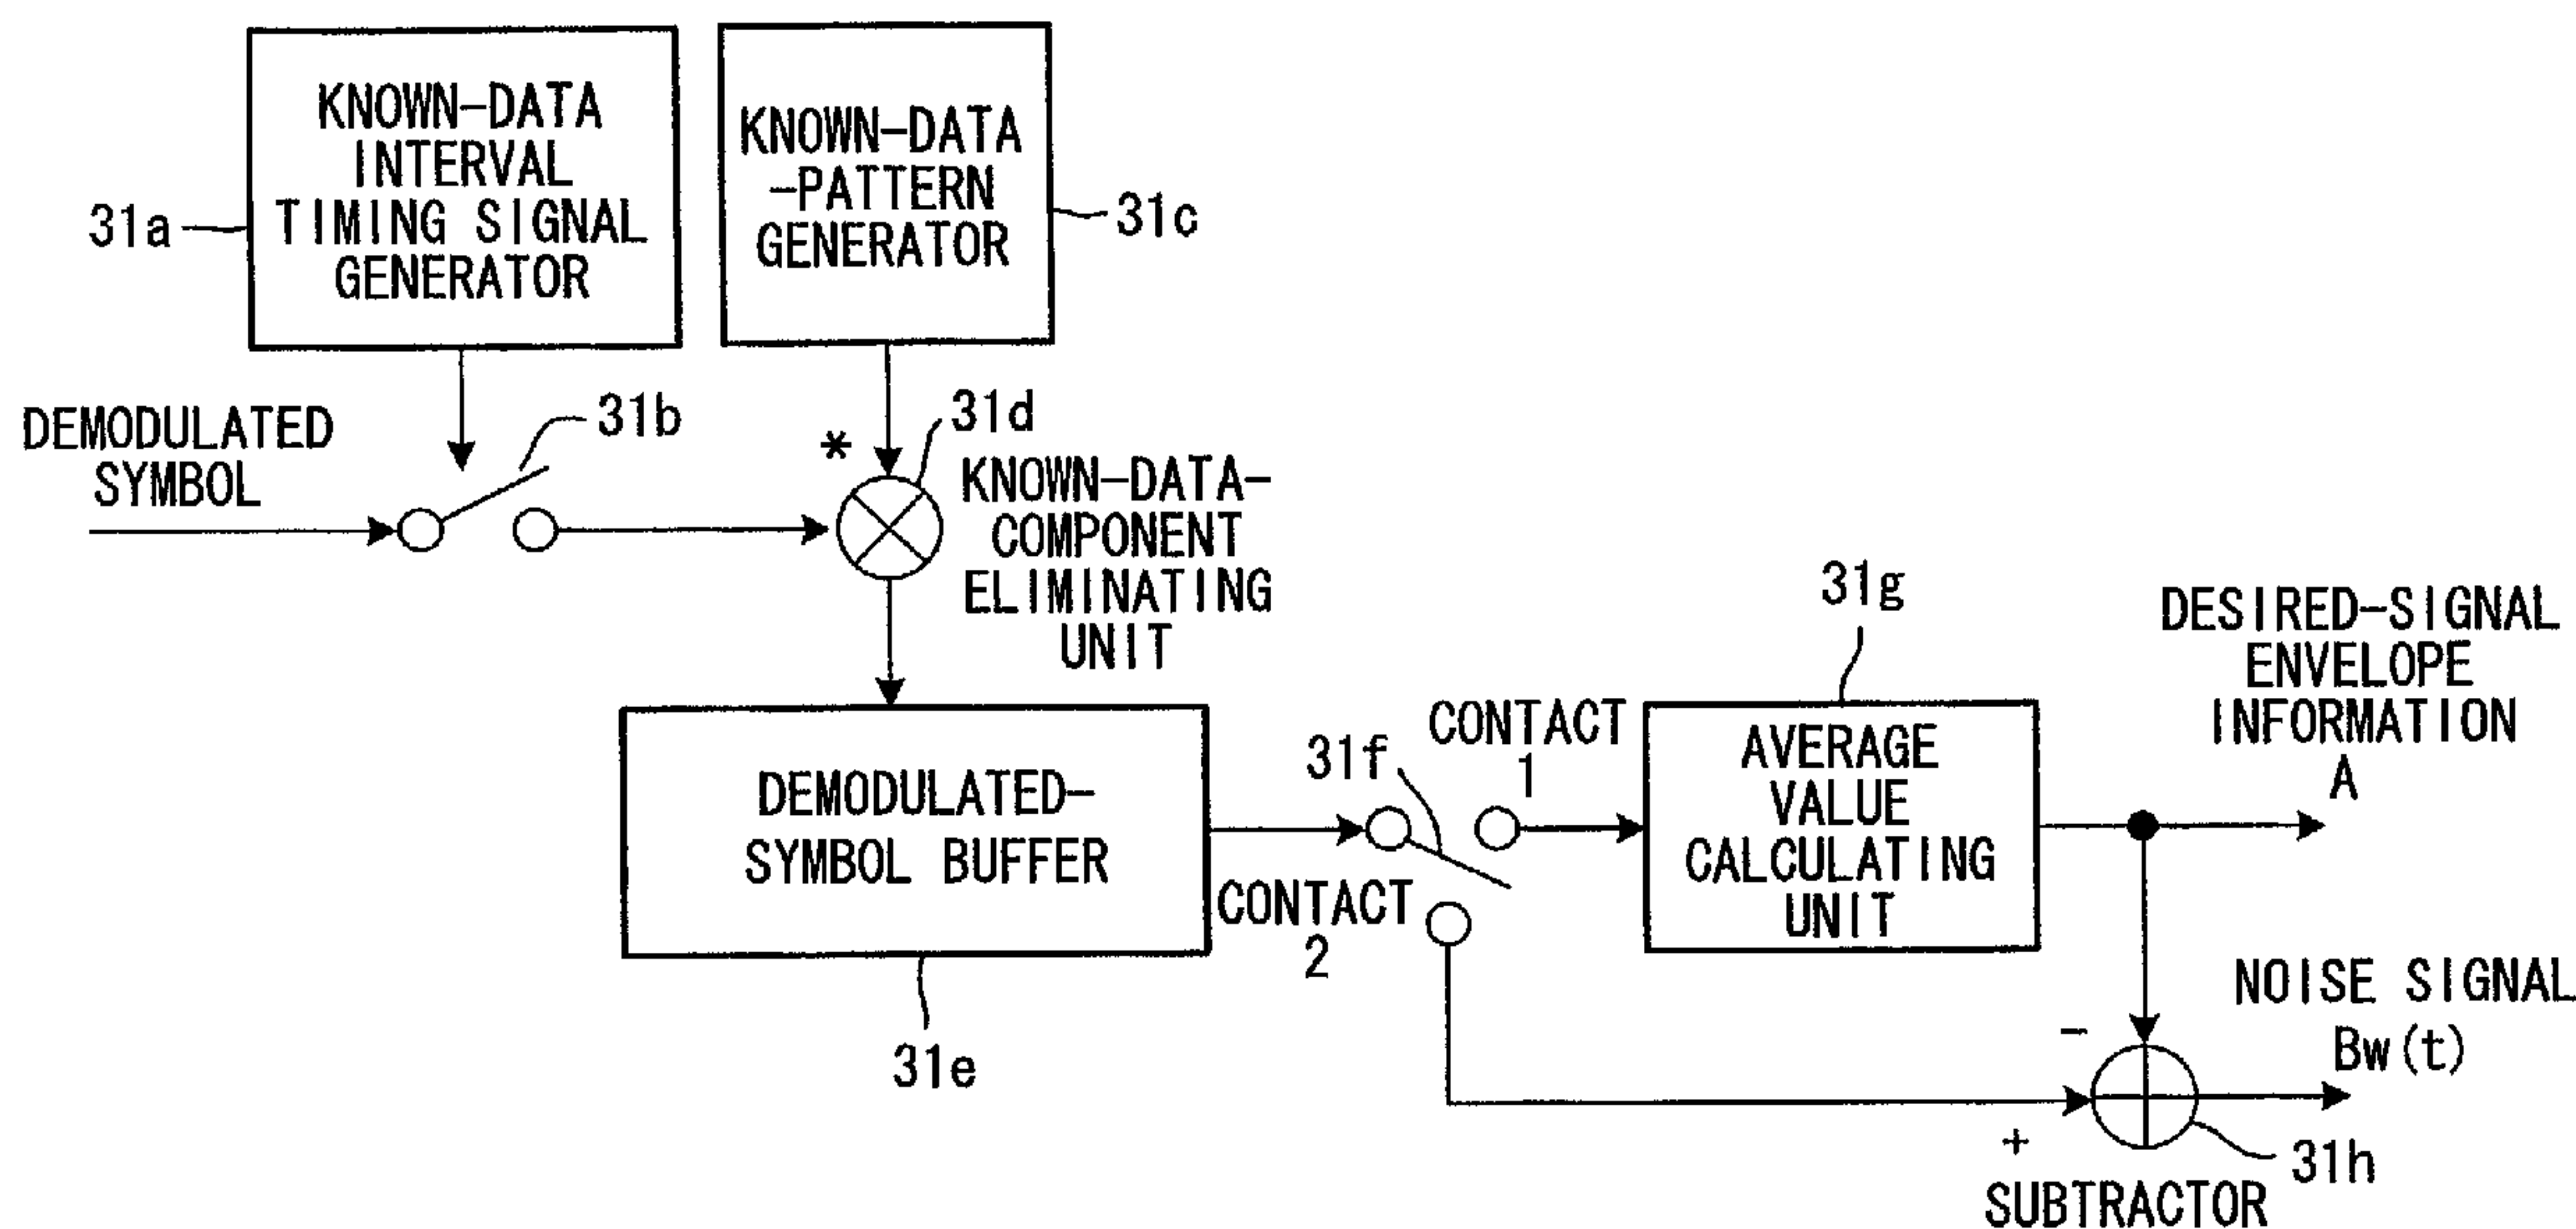 KNOWN-DATA
INTERVAL
TIMING SIGNAL
GENERATOR
31a
KNOWN-DATA
-PATTERN
GENERATOR
31c
DEMODULATED
SYMBOL
31b
*
31d
KNOWN-DATA-
COMPONENT
ELIMINATING
UNIT
DEMODULATED-
SYMBOL BUFFER
31e
31f
CONTACT
1
CONTACT
2
31g
AVERAGE
VALUE
CALCULATING
UNIT
DESIRED-SIGNAL
ENVELOPE
INFORMATION
A
NOISE SIGNAL
Bw(t)
-
+
31h
SUBTRACTOR